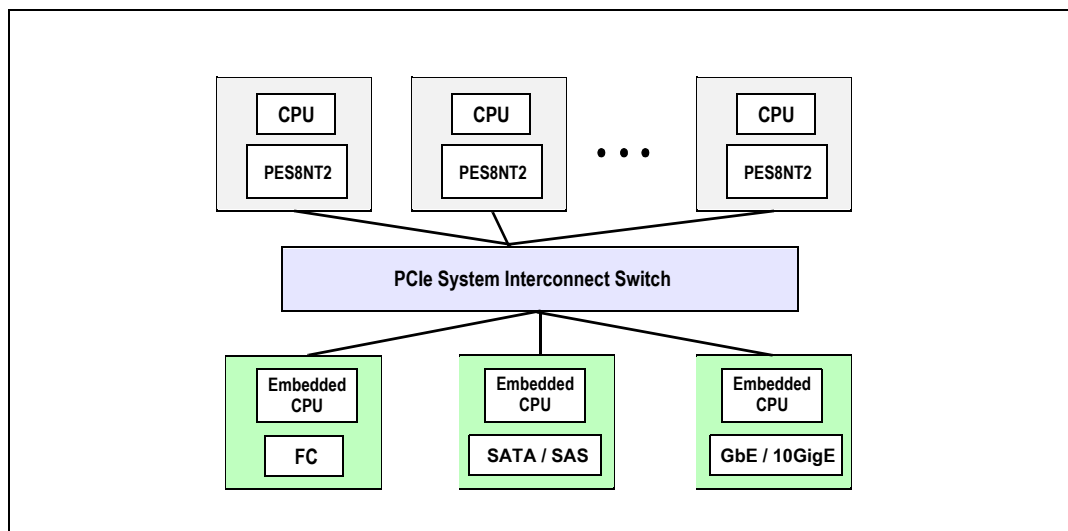 CPU
CPU
CPU
PES8NT2
PES8NT2
• • •
PES8NT2
PCIe System Interconnect Switch
Embedded
CPU
Embedded
CPU
Embedded
CPU
FC
SATA / SAS
GbE / 10GigE